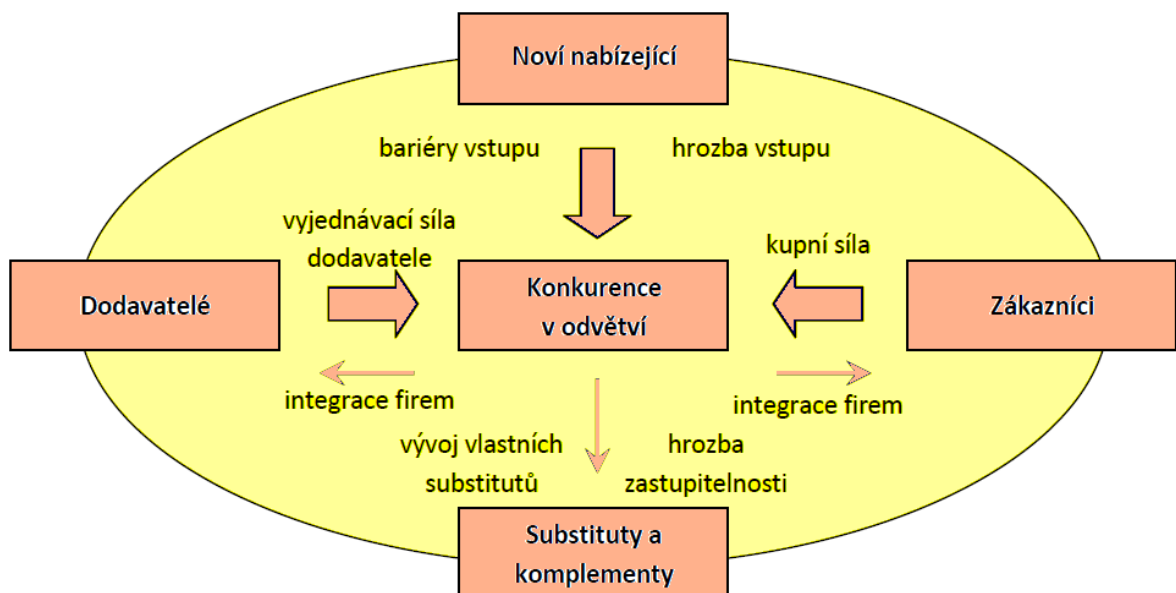 Noví nabízející
bariéry vstupu
hrozba vstupu
vyjednávací síla
dodavatele
kupní síla
Dodavatelé
Konkurence
v odvětví
Zákazníci
integrace firem
integrace firem
vývoj vlastních
substitutů
hrozba
zastupitelnosti
Substituty a
komplementy